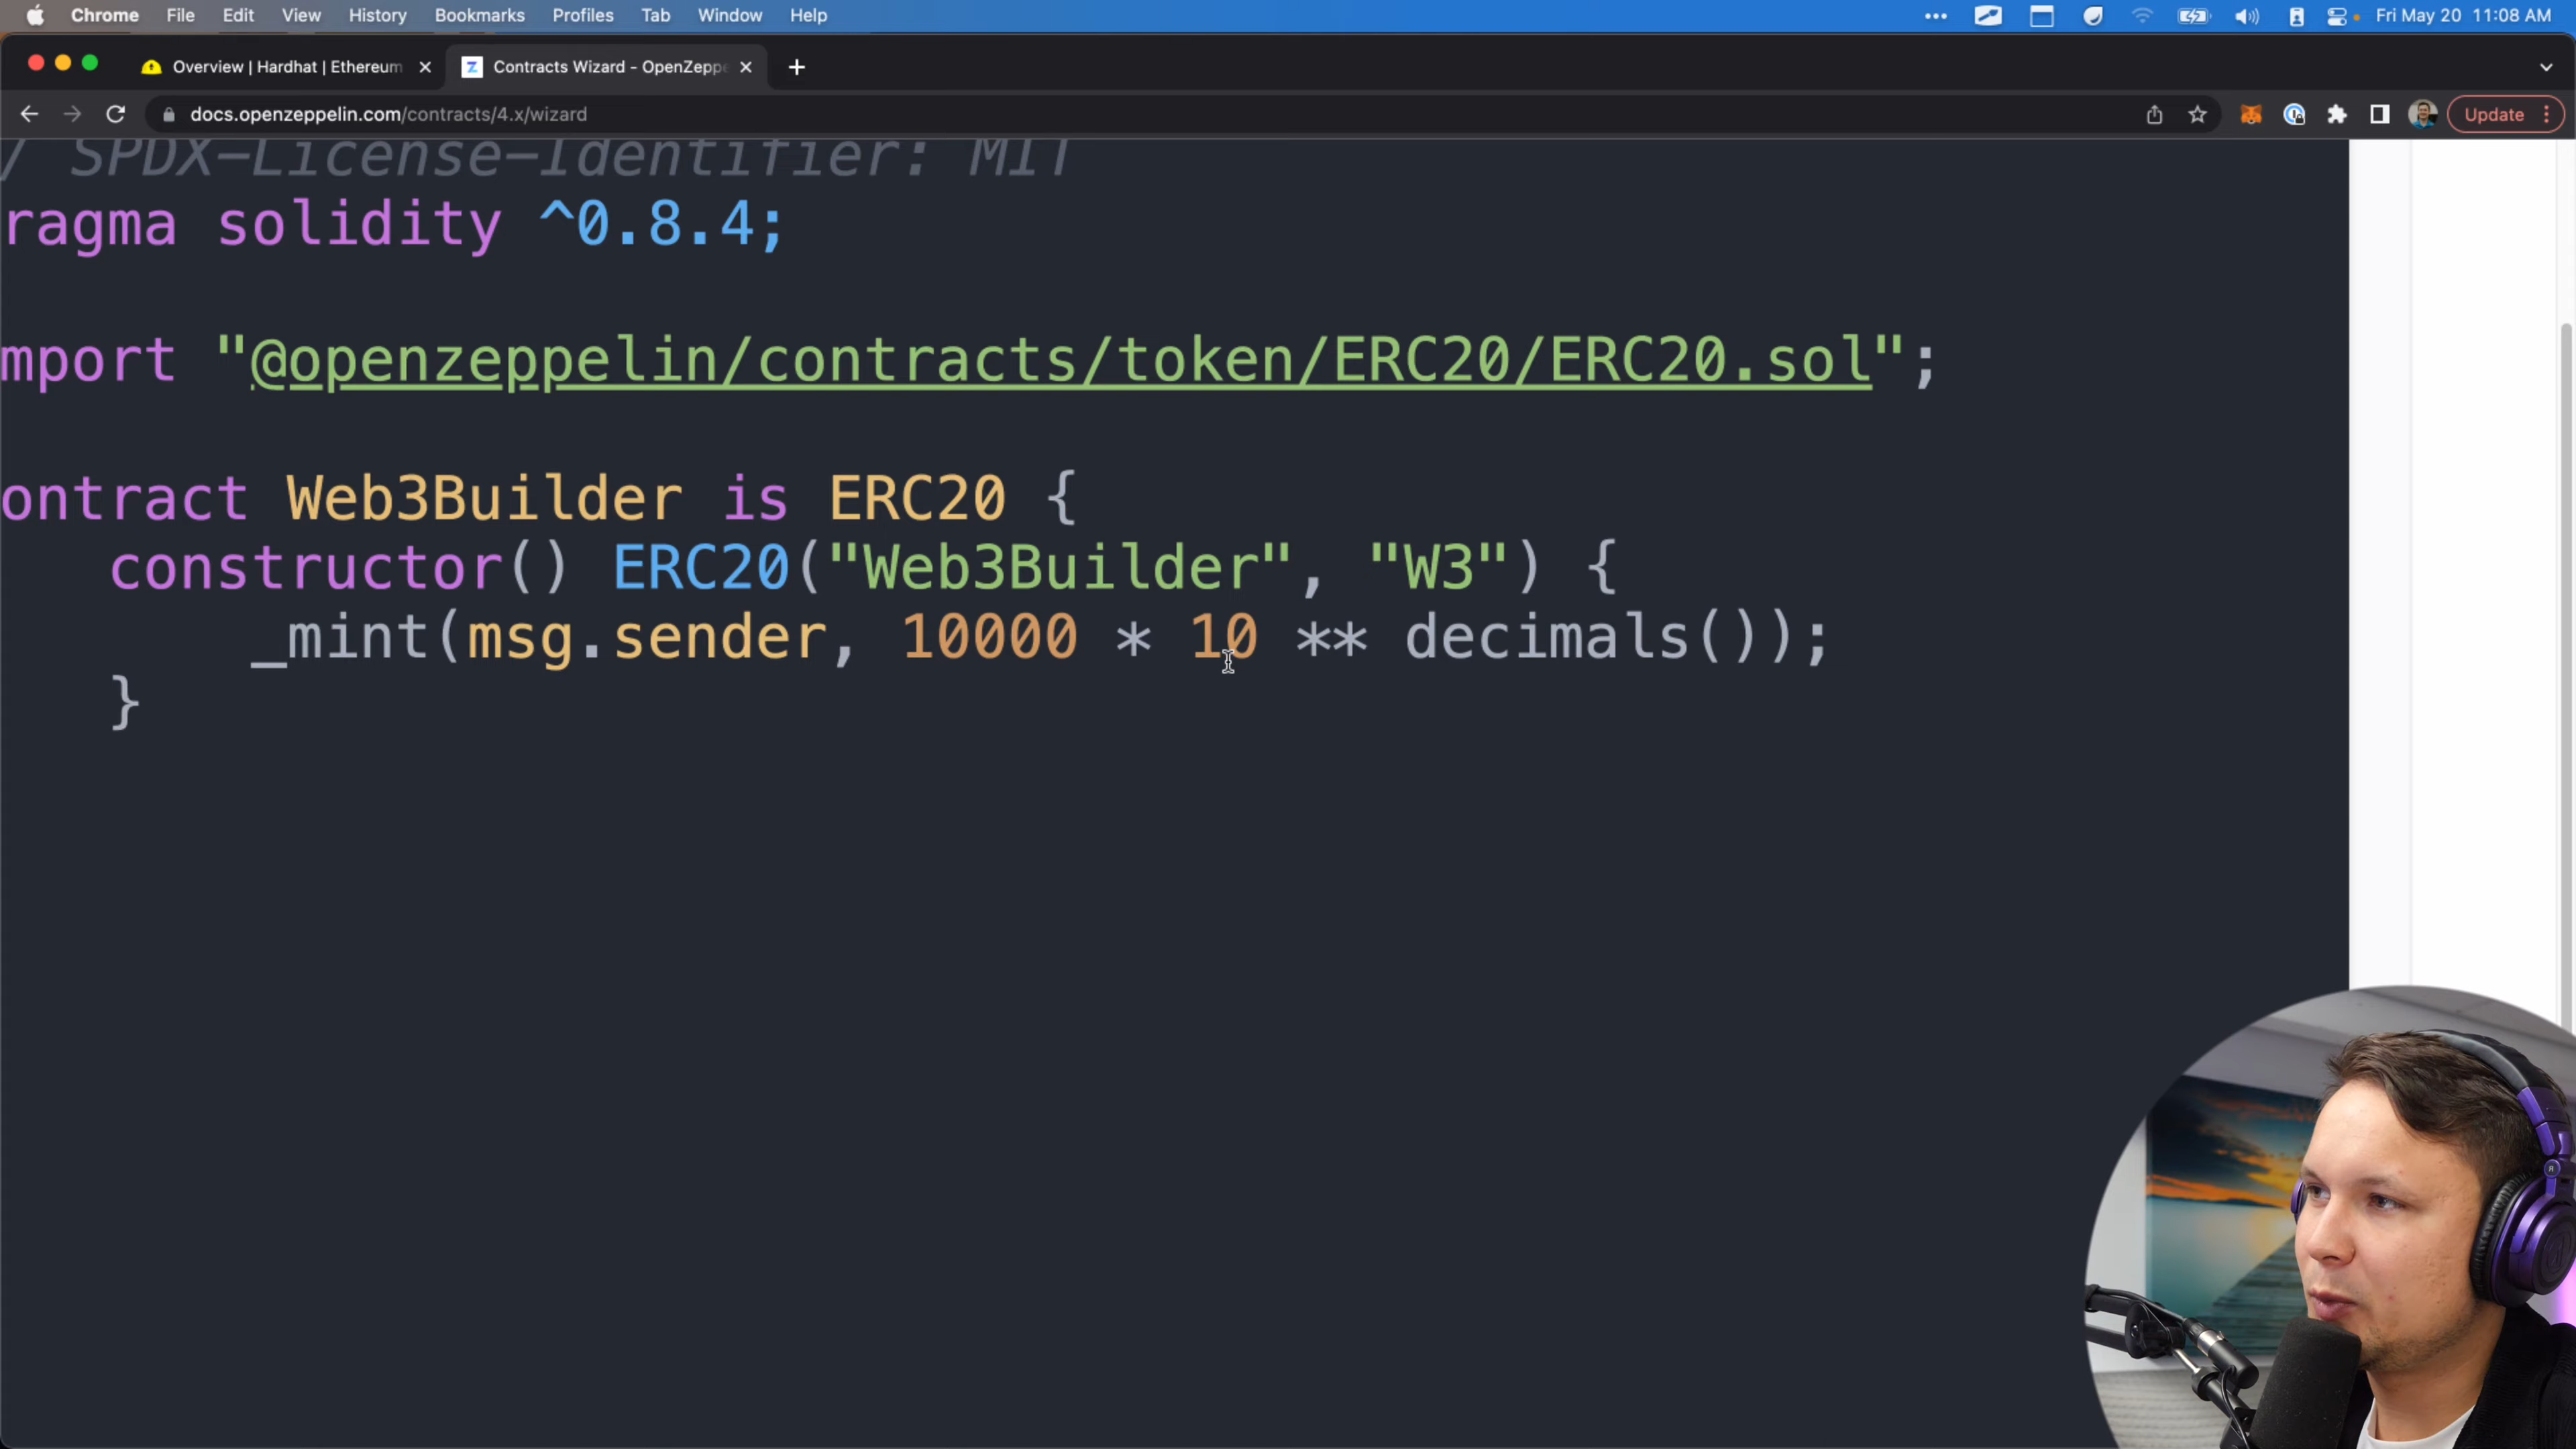 Chrome File Edit View History Bookmarks Profiles Tab Window Help Fri May 20 11:08 AM
Overview | Hardhat | Ethereum Contracts Wizard - OpenZeppe
docs.openzeppelin.com/contracts/4.x/wizard Update
/ SPDX-License-Identifier: MIT
ragma solidity ^0.8.4;
mport "@openzeppelin/contracts/token/ERC20/ERC20.sol";
ontract Web3Builder is ERC20 {
constructor() ERC20("Web3Builder", "W3") {
_mint(msg.sender, 10000 * 10 ** decimals());
}